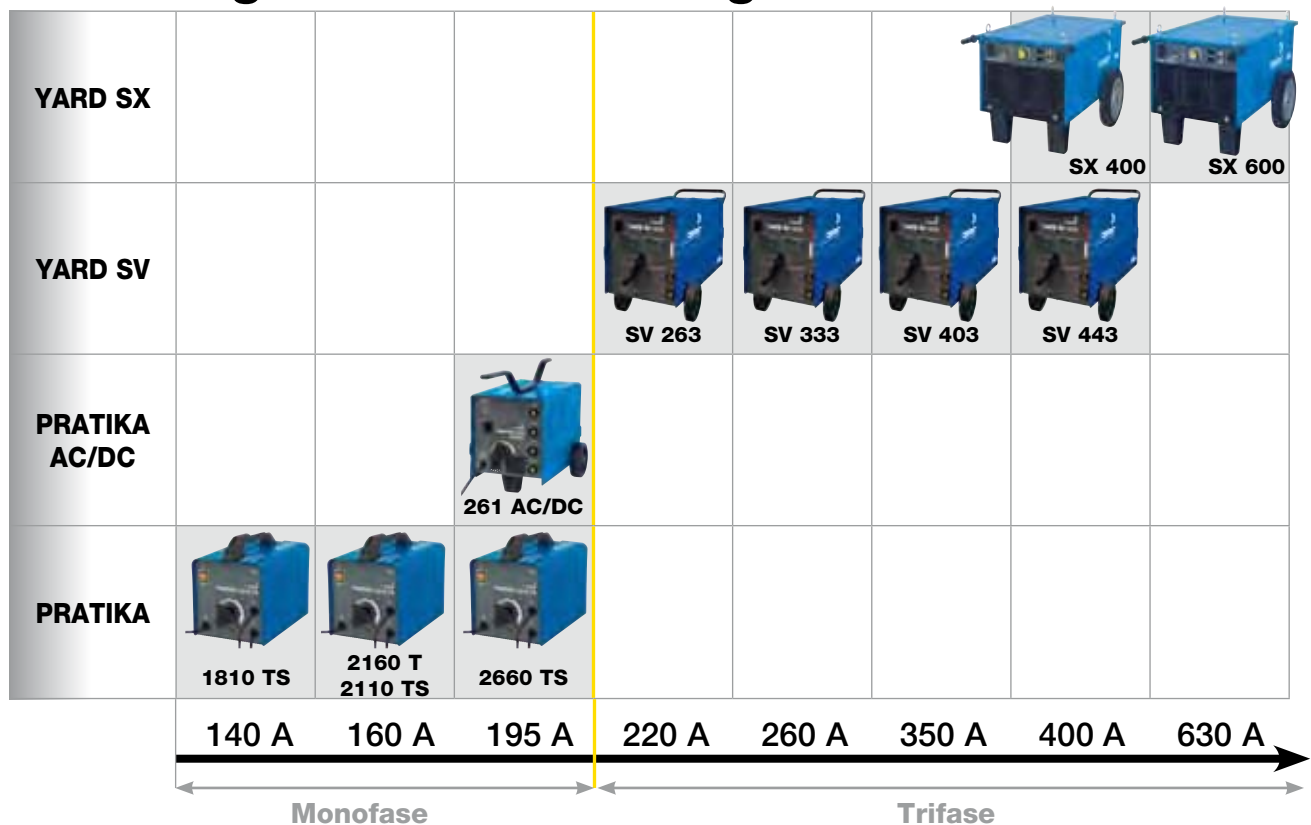 YARD SX
SX 400
SX 600
YARD SV
SV 263
SV 333
SV 403
SV 443
PRATIKA
AC/DC
261 AC/DC
PRATIKA
1810 TS
2160 T
2110 TS
2660 TS
140 A
160 A
195 A
220 A
260 A
350 A
400 A
630 A
Monofase
Trifase